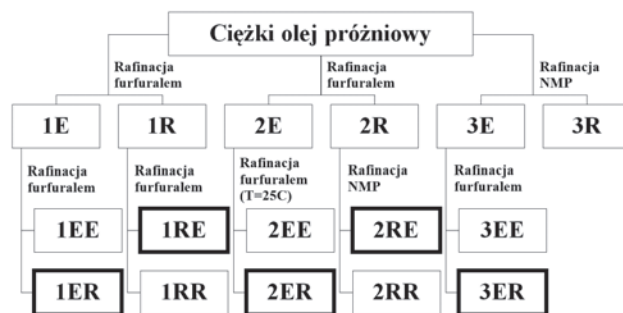 Ciężki olej próżniowy
Rafinacja furfuralem
Rafinacja furfuralem
Rafinacja NMP
1E
1R
2E
2R
3E
3R
Rafinacja furfuralem
Rafinacja furfuralem
Rafinacja furfuralem (T=25C)
Rafinacja NMP
Rafinacja furfuralem
1EE
1RE
2EE
2RE
3EE
1ER
1RR
2ER
2RR
3ER